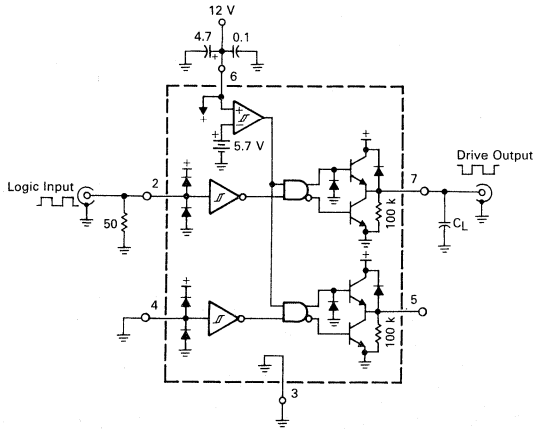 12 V
4.7
+
0.1
6
+
+
−
+
5.7 V
Logic Input
2
50
+
+
7
Drive Output
100 k
CL
4
+
+
5
100 k
3